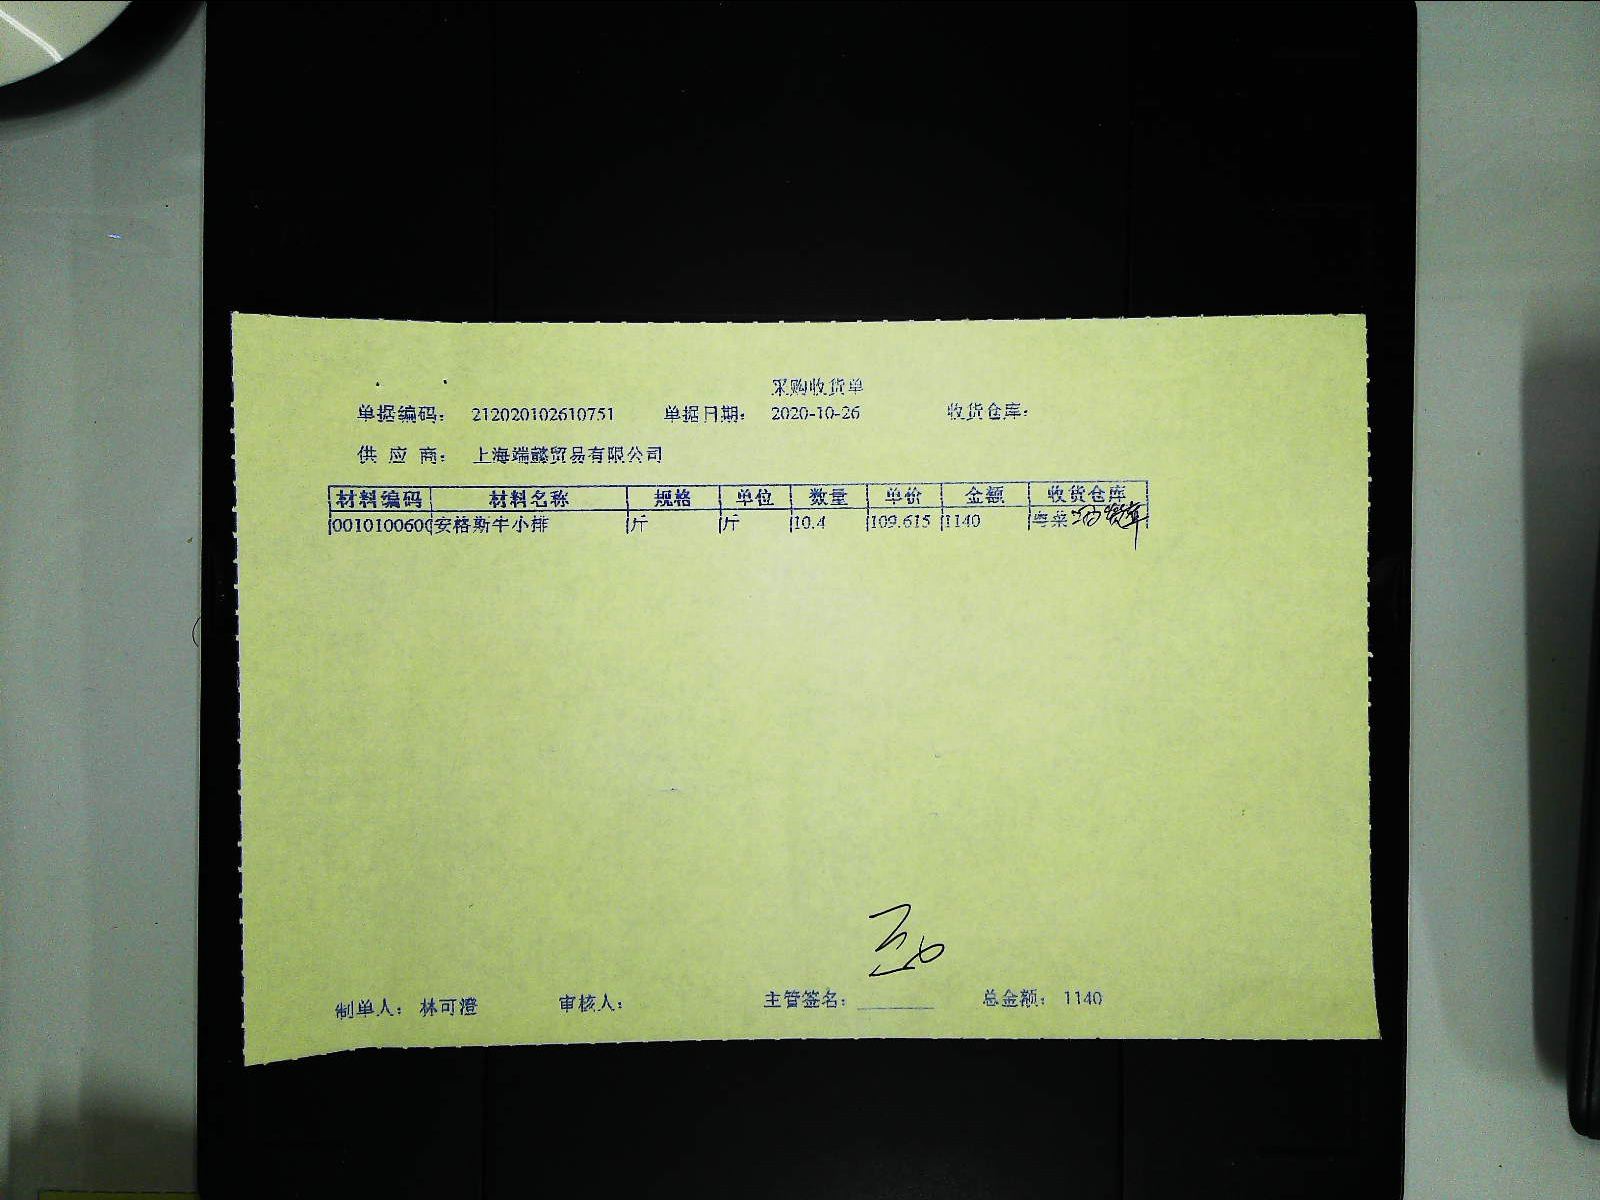 采购收货单
单据编码： 212020102610751 单据日期： 2020-10-26 收货仓库：
供 应 商： 上海端懿贸易有限公司
材料编码 材料名称 规格 单位 数量 单价 金额 收货仓库
0010100600 安格斯牛小排 斤 斤 10.4 109.615 1140 粤菜
制单人： 林可澄 审核人： 主管签名： 总金额： 1140